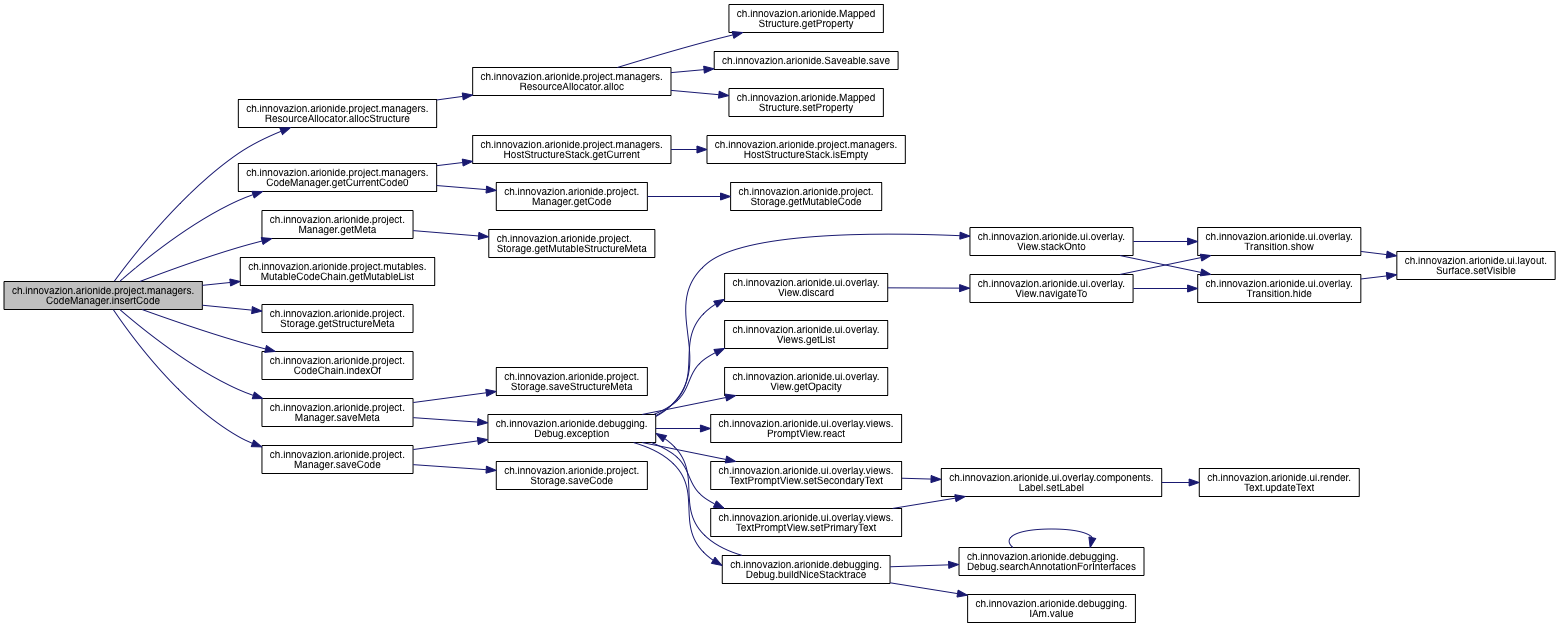 ch.innovazion.arionide.project.managers.
CodeManager.insertCode
ch.innovazion.arionide.project.managers.
ResourceAllocator.allocStructure
ch.innovazion.arionide.project.managers.
CodeManager.getCurrentCode0
ch.innovazion.arionide.project.
Manager.getMeta
ch.innovazion.arionide.project.mutables.
MutableCodeChain.getMutableList
ch.innovazion.arionide.project.
Storage.getStructureMeta
ch.innovazion.arionide.project.
CodeChain.indexOf
ch.innovazion.arionide.project.
Manager.saveMeta
ch.innovazion.arionide.project.
Manager.saveCode
ch.innovazion.arionide.project.managers.
ResourceAllocator.alloc
ch.innovazion.arionide.project.managers.
HostStructureStack.getCurrent
ch.innovazion.arionide.project.
Manager.getCode
ch.innovazion.arionide.project.
Storage.getMutableStructureMeta
ch.innovazion.arionide.project.
Storage.saveStructureMeta
ch.innovazion.arionide.debugging.
Debug.exception
ch.innovazion.arionide.project.
Storage.saveCode
ch.innovazion.arionide.Mapped
Structure.getProperty
ch.innovazion.arionide.Saveable.save
ch.innovazion.arionide.Mapped
Structure.setProperty
ch.innovazion.arionide.project.managers.
HostStructureStack.isEmpty
ch.innovazion.arionide.project.
Storage.getMutableCode
ch.innovazion.arionide.ui.overlay.
View.discard
ch.innovazion.arionide.ui.overlay.
Views.getList
ch.innovazion.arionide.ui.overlay.
View.getOpacity
ch.innovazion.arionide.ui.overlay.views.
PromptView.react
ch.innovazion.arionide.ui.overlay.views.
TextPromptView.setSecondaryText
ch.innovazion.arionide.ui.overlay.views.
TextPromptView.setPrimaryText
ch.innovazion.arionide.debugging.
Debug.buildNiceStacktrace
ch.innovazion.arionide.ui.overlay.
View.stackOnto
ch.innovazion.arionide.ui.overlay.
View.navigateTo
ch.innovazion.arionide.ui.overlay.components.
Label.setLabel
ch.innovazion.arionide.debugging.
Debug.searchAnnotationForInterfaces
ch.innovazion.arionide.debugging.
IAm.value
ch.innovazion.arionide.ui.overlay.
Transition.show
ch.innovazion.arionide.ui.overlay.
Transition.hide
ch.innovazion.arionide.ui.render.
Text.updateText
ch.innovazion.arionide.ui.layout.
Surface.setVisible